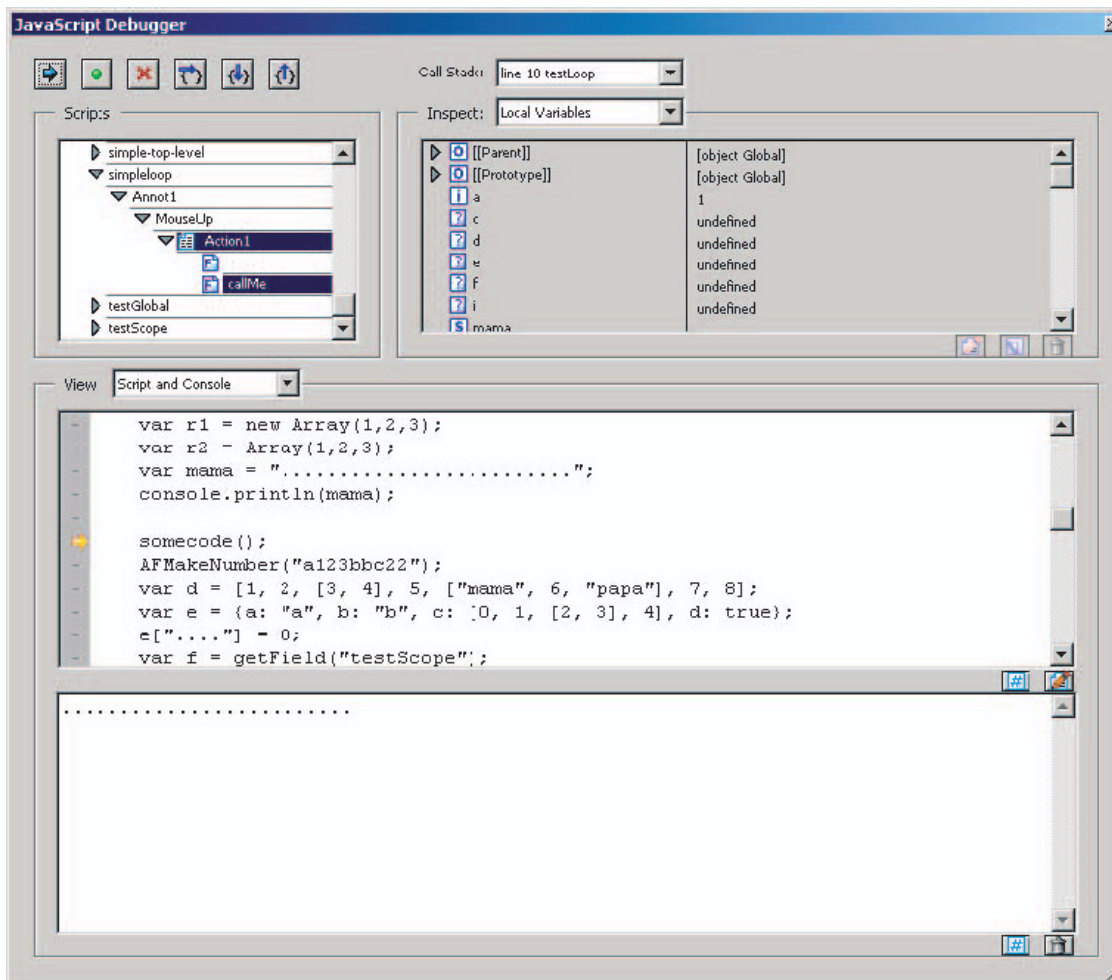 JavaScript Debugger
Call Stack: line 10 testLoop
Scripts
Inspect: Local Variables
simple-top-level
simpleloop
Annot1
MouseUp
Action1
callMe
testGlobal
testScope
[[Parent]] [object Global]
[[Prototype]] [object Global]
a 1
c undefined
d undefined
e undefined
f undefined
i undefined
mama
View Script and Console
var r1 = new Array(1,2,3);
var r2 = Array(1,2,3);
var mama = ".........................";
console.println(mama);
somecode();
AFMakeNumber("a123bbc22");
var d = [1, 2, [3, 4], 5, ["mama", 6, "papa"], 7, 8];
var e = {a: "a", b: "b", c: [0, 1, [2, 3], 4], d: true};
e["...."] = 0;
var f = getField("testScope");
.........................